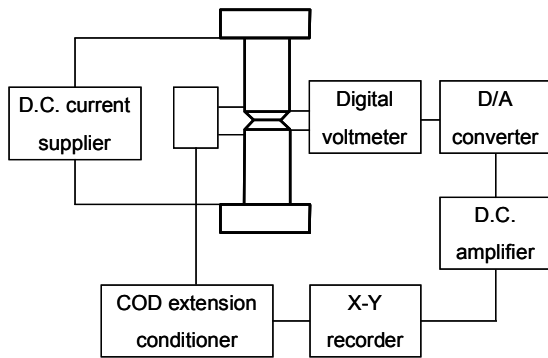 D.C. current
supplier
Digital
voltmeter
D/A
converter
D.C.
amplifier
COD extension
conditioner
X-Y
recorder